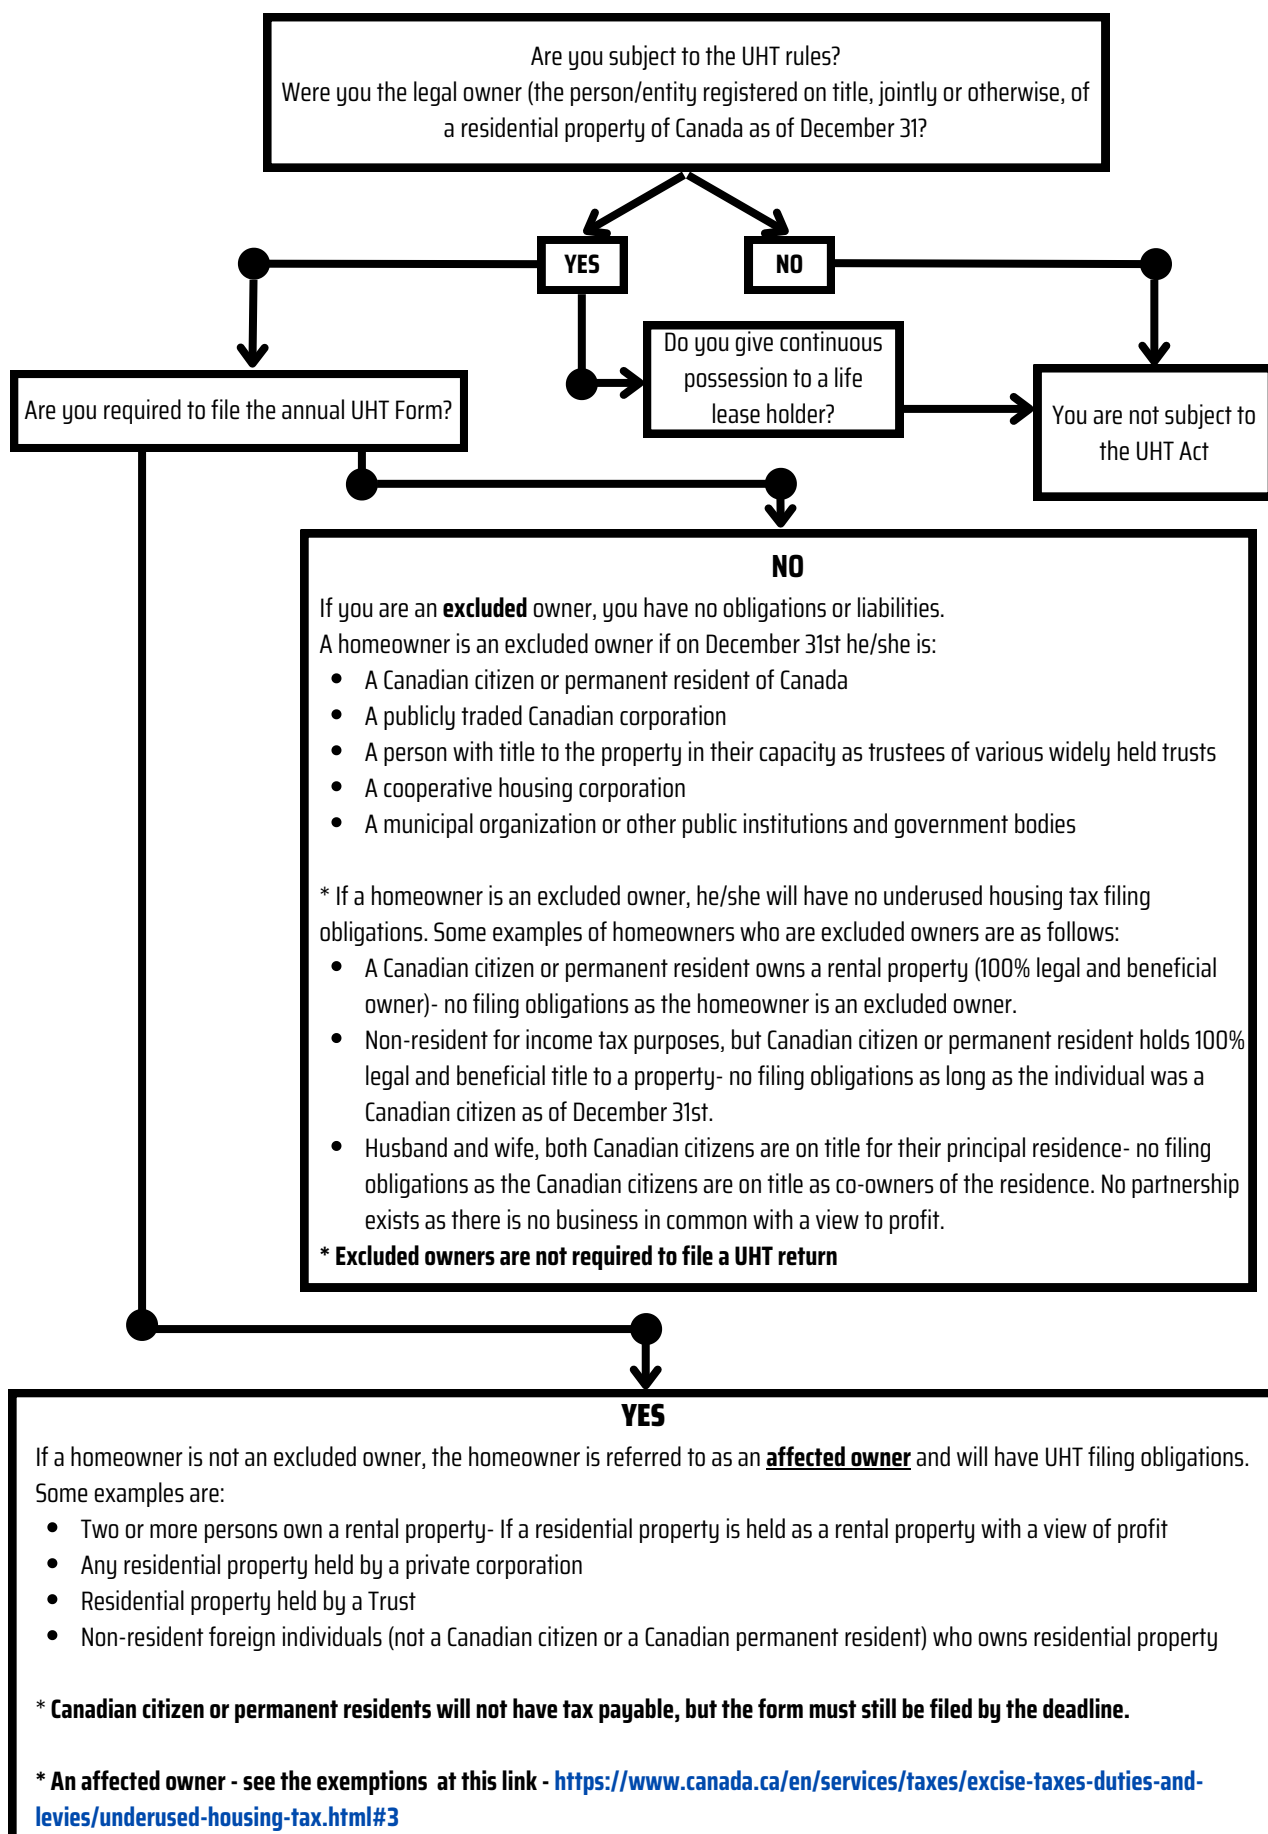 Are you subject to the UHT rules?
Were you the legal owner (the person/entity registered on title, jointly or otherwise, of
a residential property of Canada as of December 31?
YES
NO
Do you give continuous
possession to a life
lease holder?
Are you required to file the annual UHT Form?
You are not subject to
the UHT Act
NO
If you are an excluded owner, you have no obligations or liabilities.
A homeowner is an excluded owner if on December 31st he/she is:
• A Canadian citizen or permanent resident of Canada
• A publicly traded Canadian corporation
• A person with title to the property in their capacity as trustees of various widely held trusts
• A cooperative housing corporation
• A municipal organization or other public institutions and government bodies
* If a homeowner is an excluded owner, he/she will have no underused housing tax filing
obligations. Some examples of homeowners who are excluded owners are as follows:
• A Canadian citizen or permanent resident owns a rental property (100% legal and beneficial
owner)- no filing obligations as the homeowner is an excluded owner.
• Non-resident for income tax purposes, but Canadian citizen or permanent resident holds 100%
legal and beneficial title to a property- no filing obligations as long as the individual was a
Canadian citizen as of December 31st.
• Husband and wife, both Canadian citizens are on title for their principal residence- no filing
obligations as the Canadian citizens are on title as co-owners of the residence. No partnership
exists as there is no business in common with a view to profit.
* Excluded owners are not required to file a UHT return
YES
If a homeowner is not an excluded owner, the homeowner is referred to as an affected owner and will have UHT filing obligations.
Some examples are:
• Two or more persons own a rental property- If a residential property is held as a rental property with a view of profit
• Any residential property held by a private corporation
• Residential property held by a Trust
• Non-resident foreign individuals (not a Canadian citizen or a Canadian permanent resident) who owns residential property
* Canadian citizen or permanent residents will not have tax payable, but the form must still be filed by the deadline.
* An affected owner - see the exemptions at this link - https://www.canada.ca/en/services/taxes/excise-taxes-duties-and-
levies/underused-housing-tax.html#3